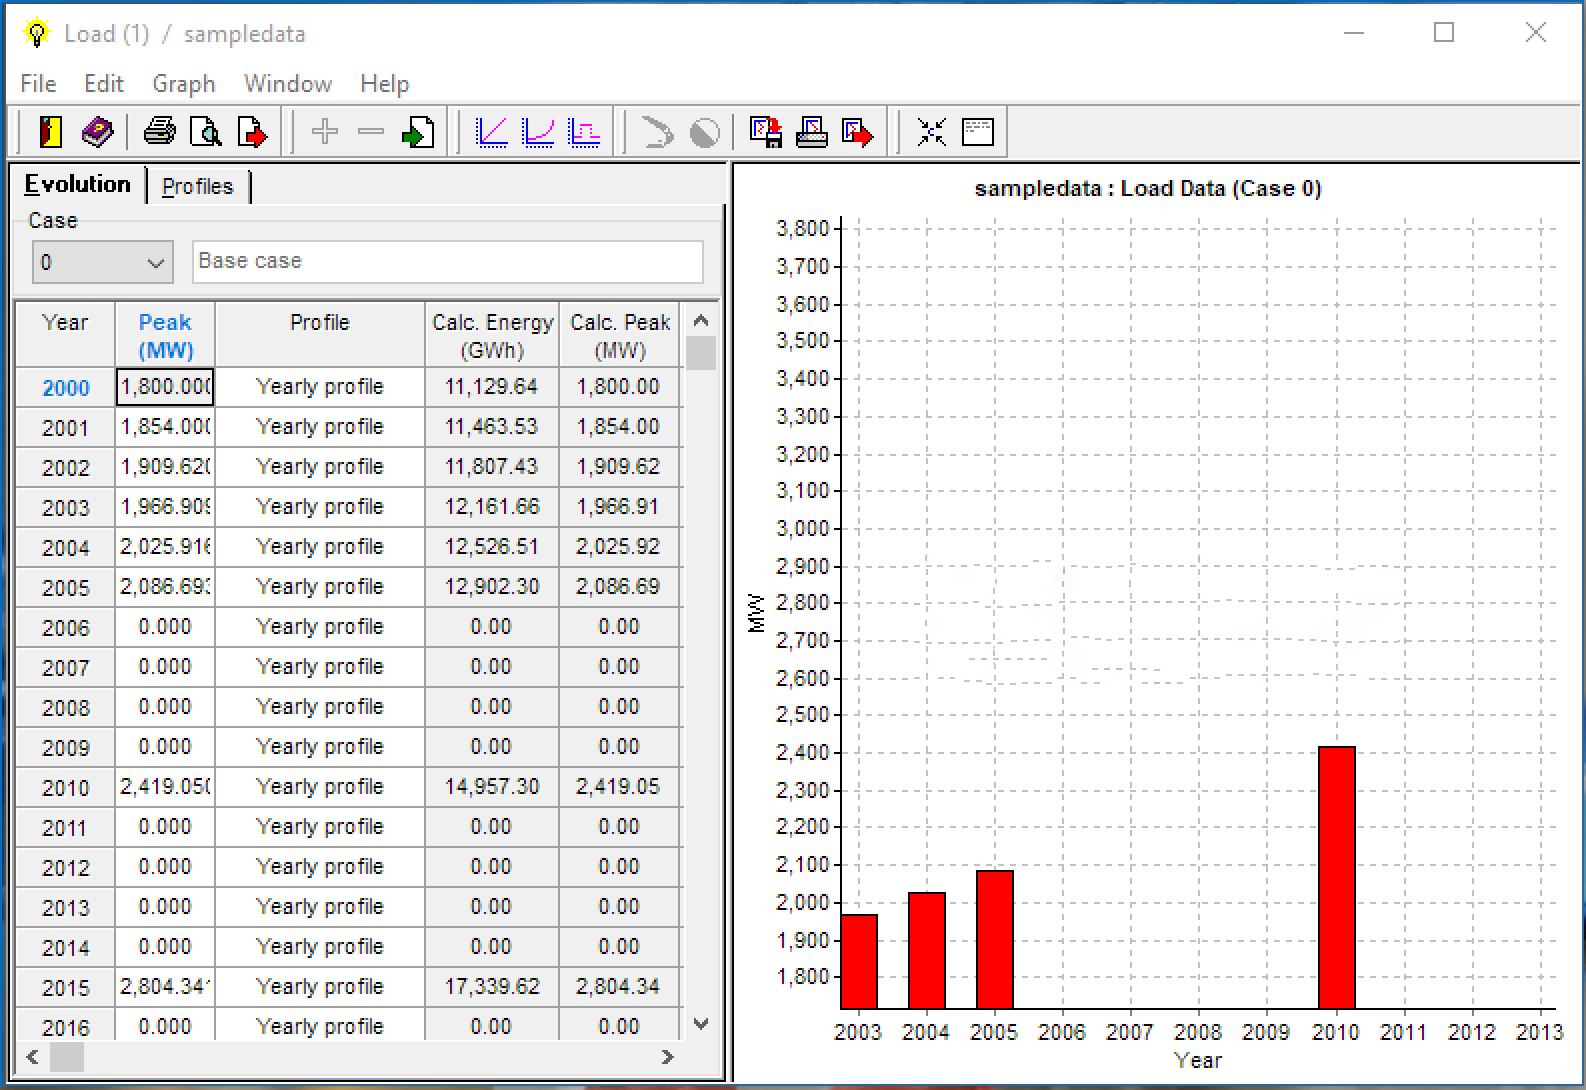 Load (1) / sampledata
File Edit Graph Window Help
Evolution Profiles
Case
0 Base case
Year Peak (MW) Profile Calc. Energy (GWh) Calc. Peak (MW)
2000 1,800.000 Yearly profile 11,129.64 1,800.00
2001 1,854.000 Yearly profile 11,463.53 1,854.00
2002 1,909.620 Yearly profile 11,807.43 1,909.62
2003 1,966.909 Yearly profile 12,161.66 1,966.91
2004 2,025.916 Yearly profile 12,526.51 2,025.92
2005 2,086.693 Yearly profile 12,902.30 2,086.69
2006 0.000 Yearly profile 0.00 0.00
2007 0.000 Yearly profile 0.00 0.00
2008 0.000 Yearly profile 0.00 0.00
2009 0.000 Yearly profile 0.00 0.00
2010 2,419.050 Yearly profile 14,957.30 2,419.05
2011 0.000 Yearly profile 0.00 0.00
2012 0.000 Yearly profile 0.00 0.00
2013 0.000 Yearly profile 0.00 0.00
2014 0.000 Yearly profile 0.00 0.00
2015 2,804.341 Yearly profile 17,339.62 2,804.34
2016 0.000 Yearly profile 0.00 0.00
sampledata : Load Data (Case 0)
3,800
3,700
3,600
3,500
3,400
3,300
3,200
3,100
3,000
2,900
2,800
2,700
2,600
2,500
2,400
2,300
2,200
2,100
2,000
1,900
1,800
MW
2003 2004 2005 2006 2007 2008 2009 2010 2011 2012 2013
Year